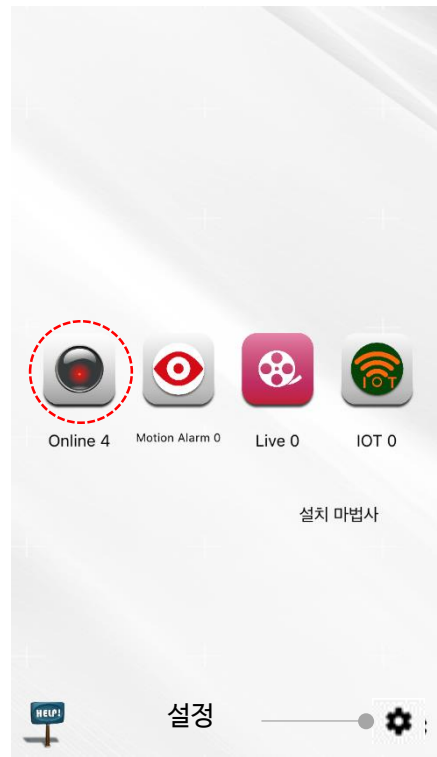 IOT
Online 4
Motion Alarm 0
Live 0
IOT 0
설치 마법사
HELP!
설정